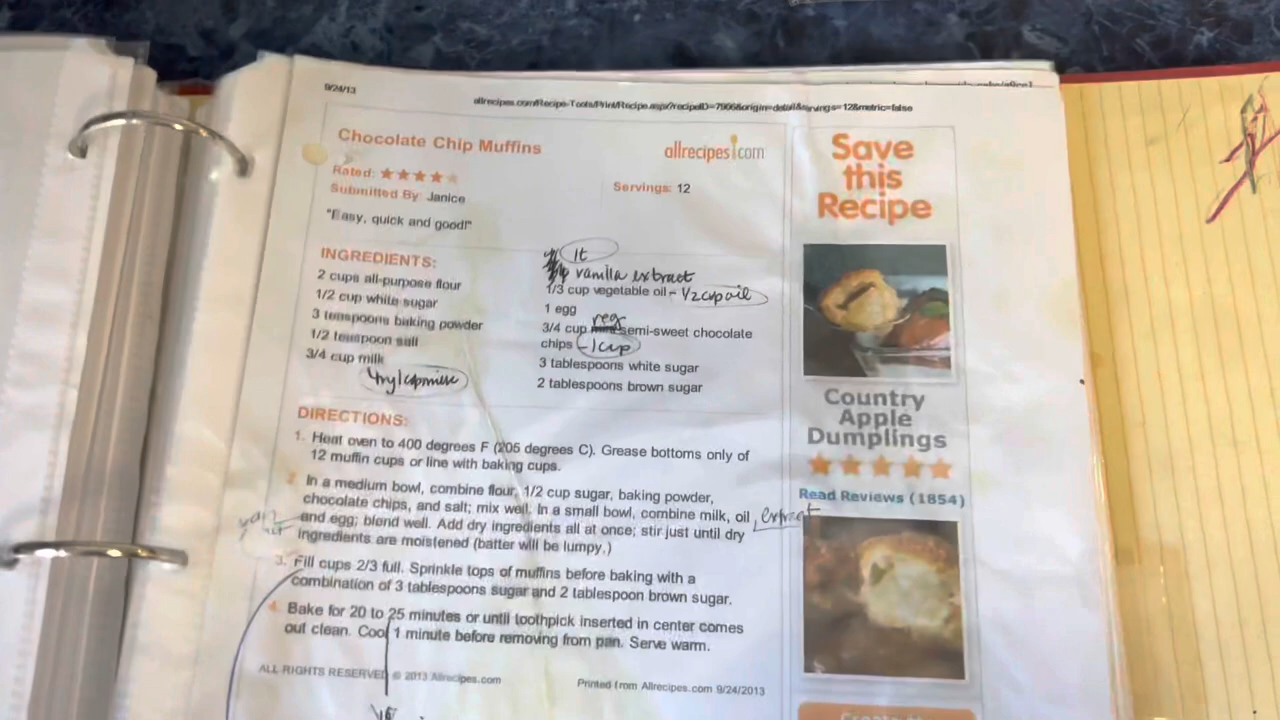 9/24/13
allrecipes.com/Recipe-Tools/Print/Recipe.aspx?recipeID=7906&origin=detail&servings=12&metric=false
Chocolate Chip Muffins
allrecipes.com
Rated:
Servings: 12
Submitted By: Janice
"Easy, quick and good!"
INGREDIENTS:
2 cups all-purpose flour
1/2 cup white sugar
3 teaspoons baking powder
1/2 teaspoon salt
3/4 cup milk
1t
vanilla extract
1/3 cup vegetable oil - 1/2 cup oil
1 egg
reg
3/4 cup semi-sweet chocolate
chips - 1 cup
3 tablespoons white sugar
2 tablespoons brown sugar
DIRECTIONS:
1. Heat oven to 400 degrees F (205 degrees C). Grease bottoms only of
12 muffin cups or line with baking cups.
2. In a medium bowl, combine flour, 1/2 cup sugar, baking powder,
chocolate chips, and salt; mix well. In a small bowl, combine milk, oil, extract
and egg; blend well. Add dry ingredients all at once; stir just until dry
ingredients are moistened (batter will be lumpy.)
3. Fill cups 2/3 full. Sprinkle tops of muffins before baking with a
combination of 3 tablespoons sugar and 2 tablespoon brown sugar.
4. Bake for 20 to 25 minutes or until toothpick inserted in center comes
out clean. Cool 1 minute before removing from pan. Serve warm.
ALL RIGHTS RESERVED © 2013 Allrecipes.com
Printed from Allrecipes.com 9/24/2013
Save
this
Recipe
Country
Apple
Dumplings
Read Reviews (1854)